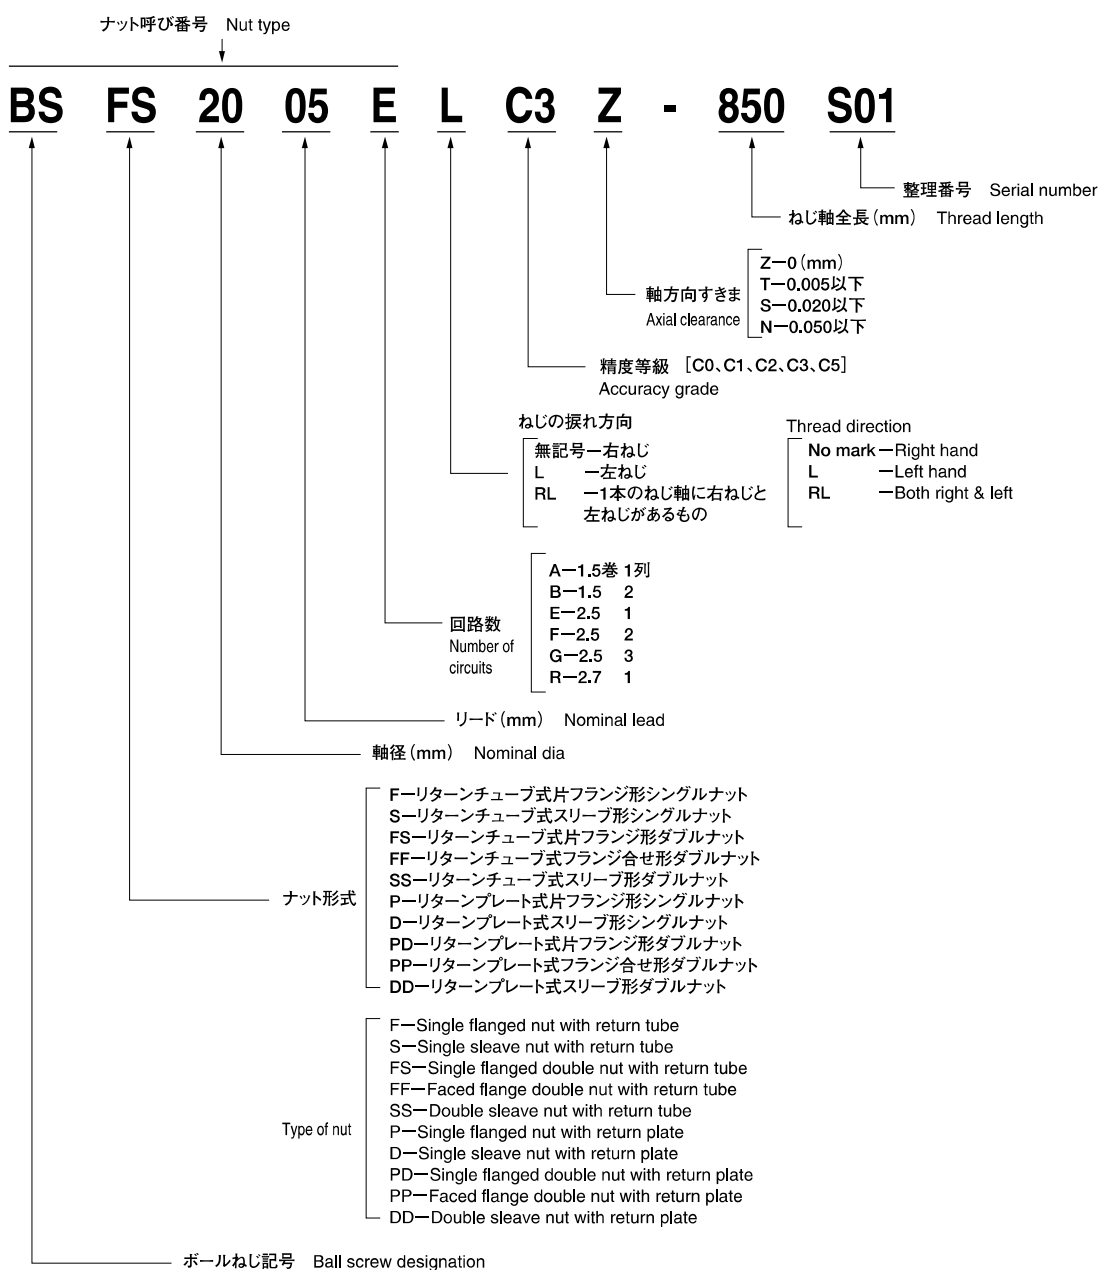 ナット呼び番号 Nut type
BS FS 20 05 E L C3 Z - 850 S01
整理番号 Serial number
ねじ軸全長(mm) Thread length
Z—0(mm)
T—0.005以下
軸方向すきま
S—0.020以下
Axial clearance
N—0.050以下
精度等級 [C0、C1、C2、C3、C5]
Accuracy grade
ねじの捩れ方向
無記号—右ねじ
L —左ねじ
RL —1本のねじ軸に右ねじと
左ねじがあるもの
Thread direction
No mark—Right hand
L —Left hand
RL —Both right & left
回路数
Number of
circuits
A—1.5巻 1列
B—1.5 2
E—2.5 1
F—2.5 2
G—2.5 3
R—2.7 1
リード(mm) Nominal lead
軸径(mm) Nominal dia
ナット形式
F—リターンチューブ式片フランジ形シングルナット
S—リターンチューブ式スリーブ形シングルナット
FS—リターンチューブ式片フランジ形ダブルナット
FF—リターンチューブ式フランジ合せ形ダブルナット
SS—リターンチューブ式スリーブ形ダブルナット
P—リターンプレート式片フランジ形シングルナット
D—リターンプレート式スリーブ形シングルナット
PD—リターンプレート式片フランジ形ダブルナット
PP—リターンプレート式フランジ合せ形ダブルナット
DD—リターンプレート式スリーブ形ダブルナット
Type of nut
F—Single flanged nut with return tube
S—Single sleave nut with return tube
FS—Single flanged double nut with return tube
FF—Faced flange double nut with return tube
SS—Double sleave nut with return tube
P—Single flanged nut with return plate
D—Single sleave nut with return plate
PD—Single flanged double nut with return plate
PP—Faced flange double nut with return plate
DD—Double sleave nut with return plate
ボールねじ記号 Ball screw designation